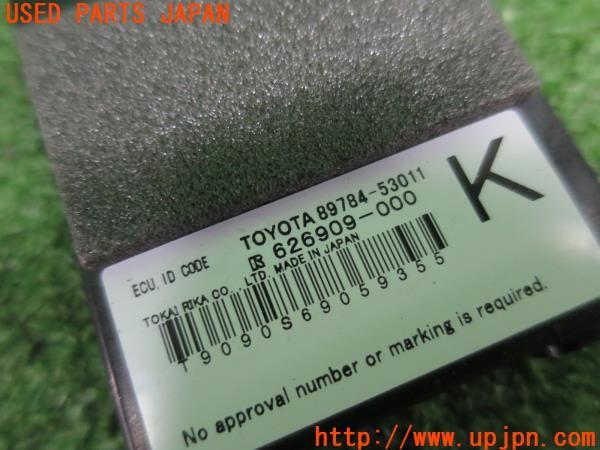 USED PARTS JAPAN
TOYOTA 89784-53011
K
ECU. ID CODE
626909-000
TOKAI RIKA CO., LTD. MADE IN JAPAN
T9090S69059355
No approval number or marking is required.
http://www.upjpn.com